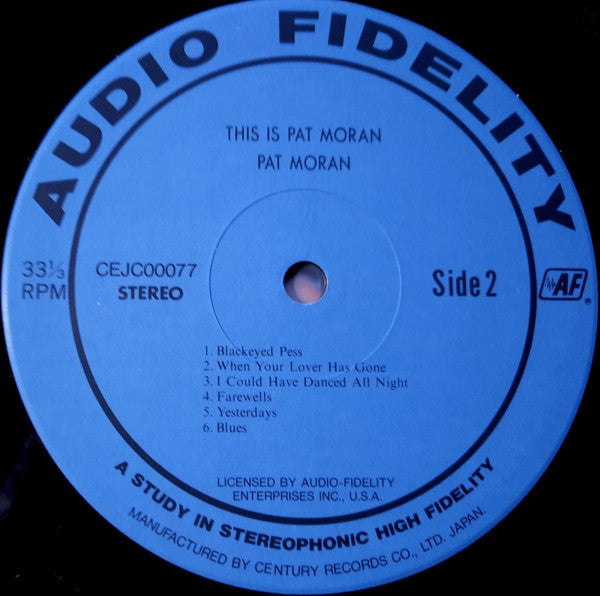 AUDIO FIDELITY
THIS IS PAT MORAN
PAT MORAN
33⅓
RPM
CEJC00077
STEREO
Side 2
AF
®
1. Blackeyed Pess
2. When Your Lover Has Gone
3. I Could Have Danced All Night
4. Farewells
5. Yesterdays
6. Blues
LICENSED BY AUDIO-FIDELITY
ENTERPRISES INC., U.S.A.
A STUDY IN STEREOPHONIC HIGH FIDELITY
MANUFACTURED BY CENTURY RECORDS CO., LTD. JAPAN.